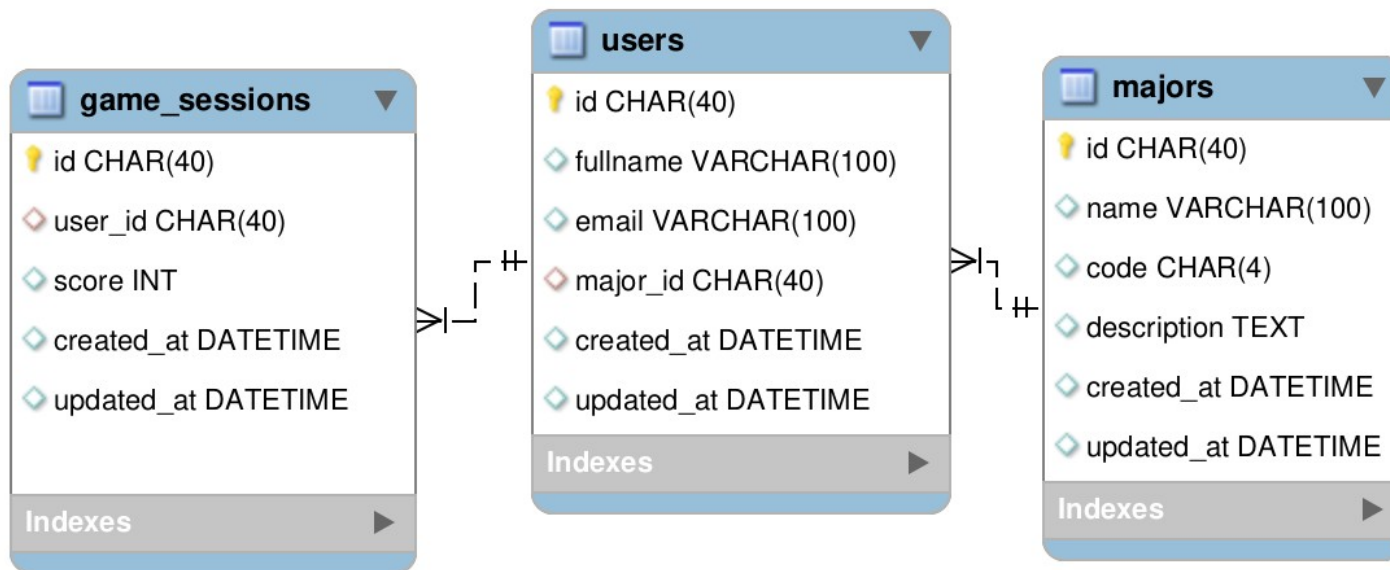 game_sessions
id CHAR(40)
user_id CHAR(40)
score INT
created_at DATETIME
updated_at DATETIME
Indexes
users
id CHAR(40)
fullname VARCHAR(100)
email VARCHAR(100)
major_id CHAR(40)
created_at DATETIME
updated_at DATETIME
Indexes
majors
id CHAR(40)
name VARCHAR(100)
code CHAR(4)
description TEXT
created_at DATETIME
updated_at DATETIME
Indexes